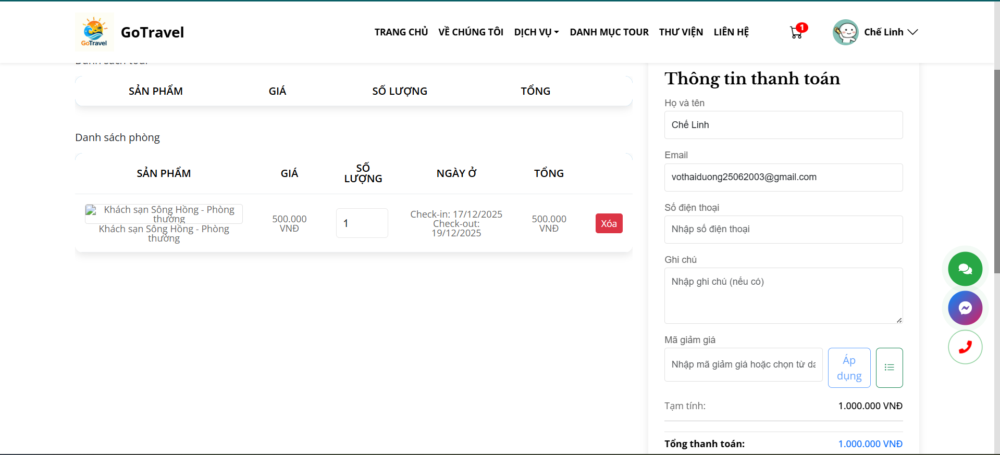 GoTravel
GoTravel
TRANG CHỦ
VỀ CHÚNG TÔI
DỊCH VỤ
DANH MỤC TOUR
THƯ VIỆN
LIÊN HỆ
1
Chế Linh
SẢN PHẨM
GIÁ
SỐ LƯỢNG
TỔNG
Danh sách phòng
SẢN PHẨM
GIÁ
SỐ
LƯỢNG
NGÀY Ở
TỔNG
Khách sạn Sông Hồng - Phòng
thường
Khách sạn Sông Hồng - Phòng
thường
500.000
VNĐ
1
Check-in: 17/12/2025
Check-out:
19/12/2025
500.000
VNĐ
Xóa
Thông tin thanh toán
Họ và tên
Chế Linh
Email
vothaiduong25062003@gmail.com
Số điện thoại
Nhập số điện thoại
Ghi chú
Nhập ghi chú (nếu có)
Mã giảm giá
Nhập mã giảm giá hoặc chọn từ da
Áp
dụng
Tạm tính:
1.000.000 VNĐ
Tổng thanh toán:
1.000.000 VNĐ